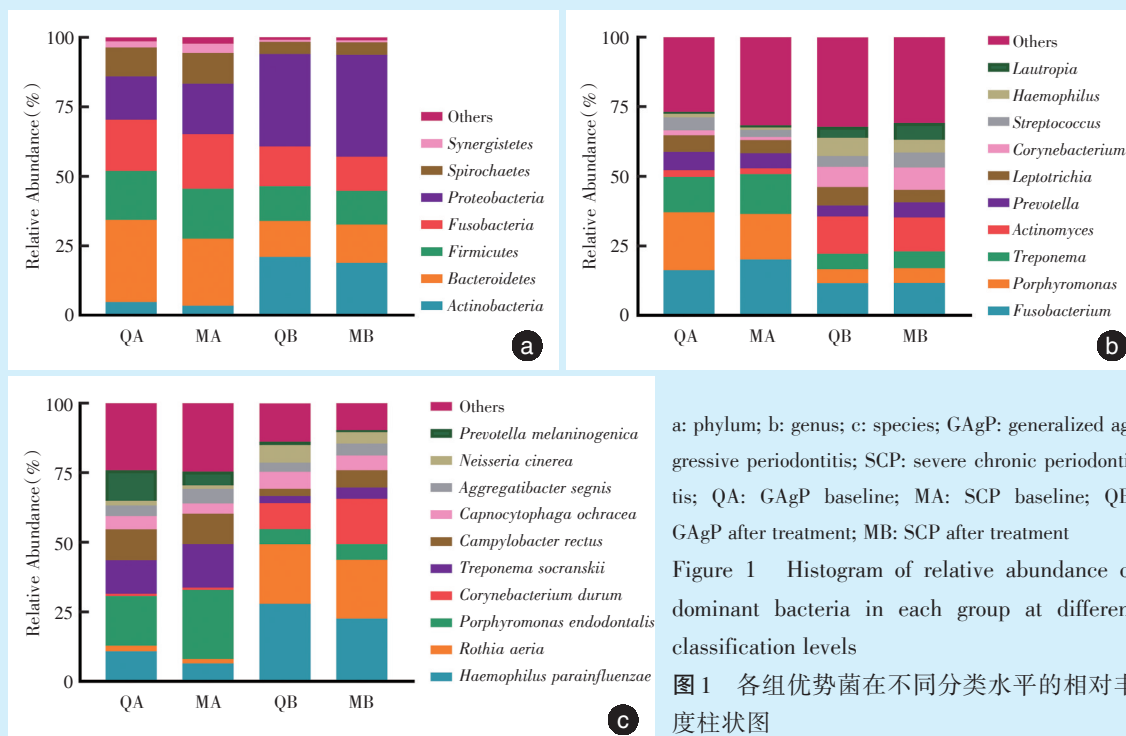 100
75
50
25
0
Relative Abundance(%)
QA MA QB MB
Others
Synergistetes
Spirochaetes
Proteobacteria
Fusobacteria
Firmicutes
Bacteroidetes
Actinobacteria
a
100
75
50
25
0
Relative Abundance(%)
QA MA QB MB
Others
Lautropia
Haemophilus
Streptococcus
Corynebacterium
Leptotrichia
Prevotella
Actinomyces
Treponema
Porphyromonas
Fusobacterium
b
100
75
50
25
0
Relative Abundance(%)
QA MA QB MB
Others
Prevotella melaninogenica
Neisseria cinerea
Aggregatibacter segnis
Capnocytophaga ochracea
Campylobacter rectus
Treponema socranskii
Corynebacterium durum
Porphyromonas endodontalis
Rothia aeria
Haemophilus parainfluenzae
c
a: phylum; b: genus; c: species; GAgP: generalized ag
gressive periodontitis; SCP: severe chronic periodonti
tis; QA: GAgP baseline; MA: SCP baseline; QB
GAgP after treatment; MB: SCP after treatment
Figure 1 Histogram of relative abundance o
dominant bacteria in each group at differen
classification levels
图1 各组优势菌在不同分类水平的相对丰
度柱状图